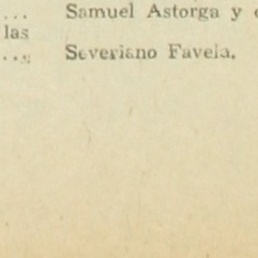 ... Samuel Astorga y
las
... Severiano Favela.